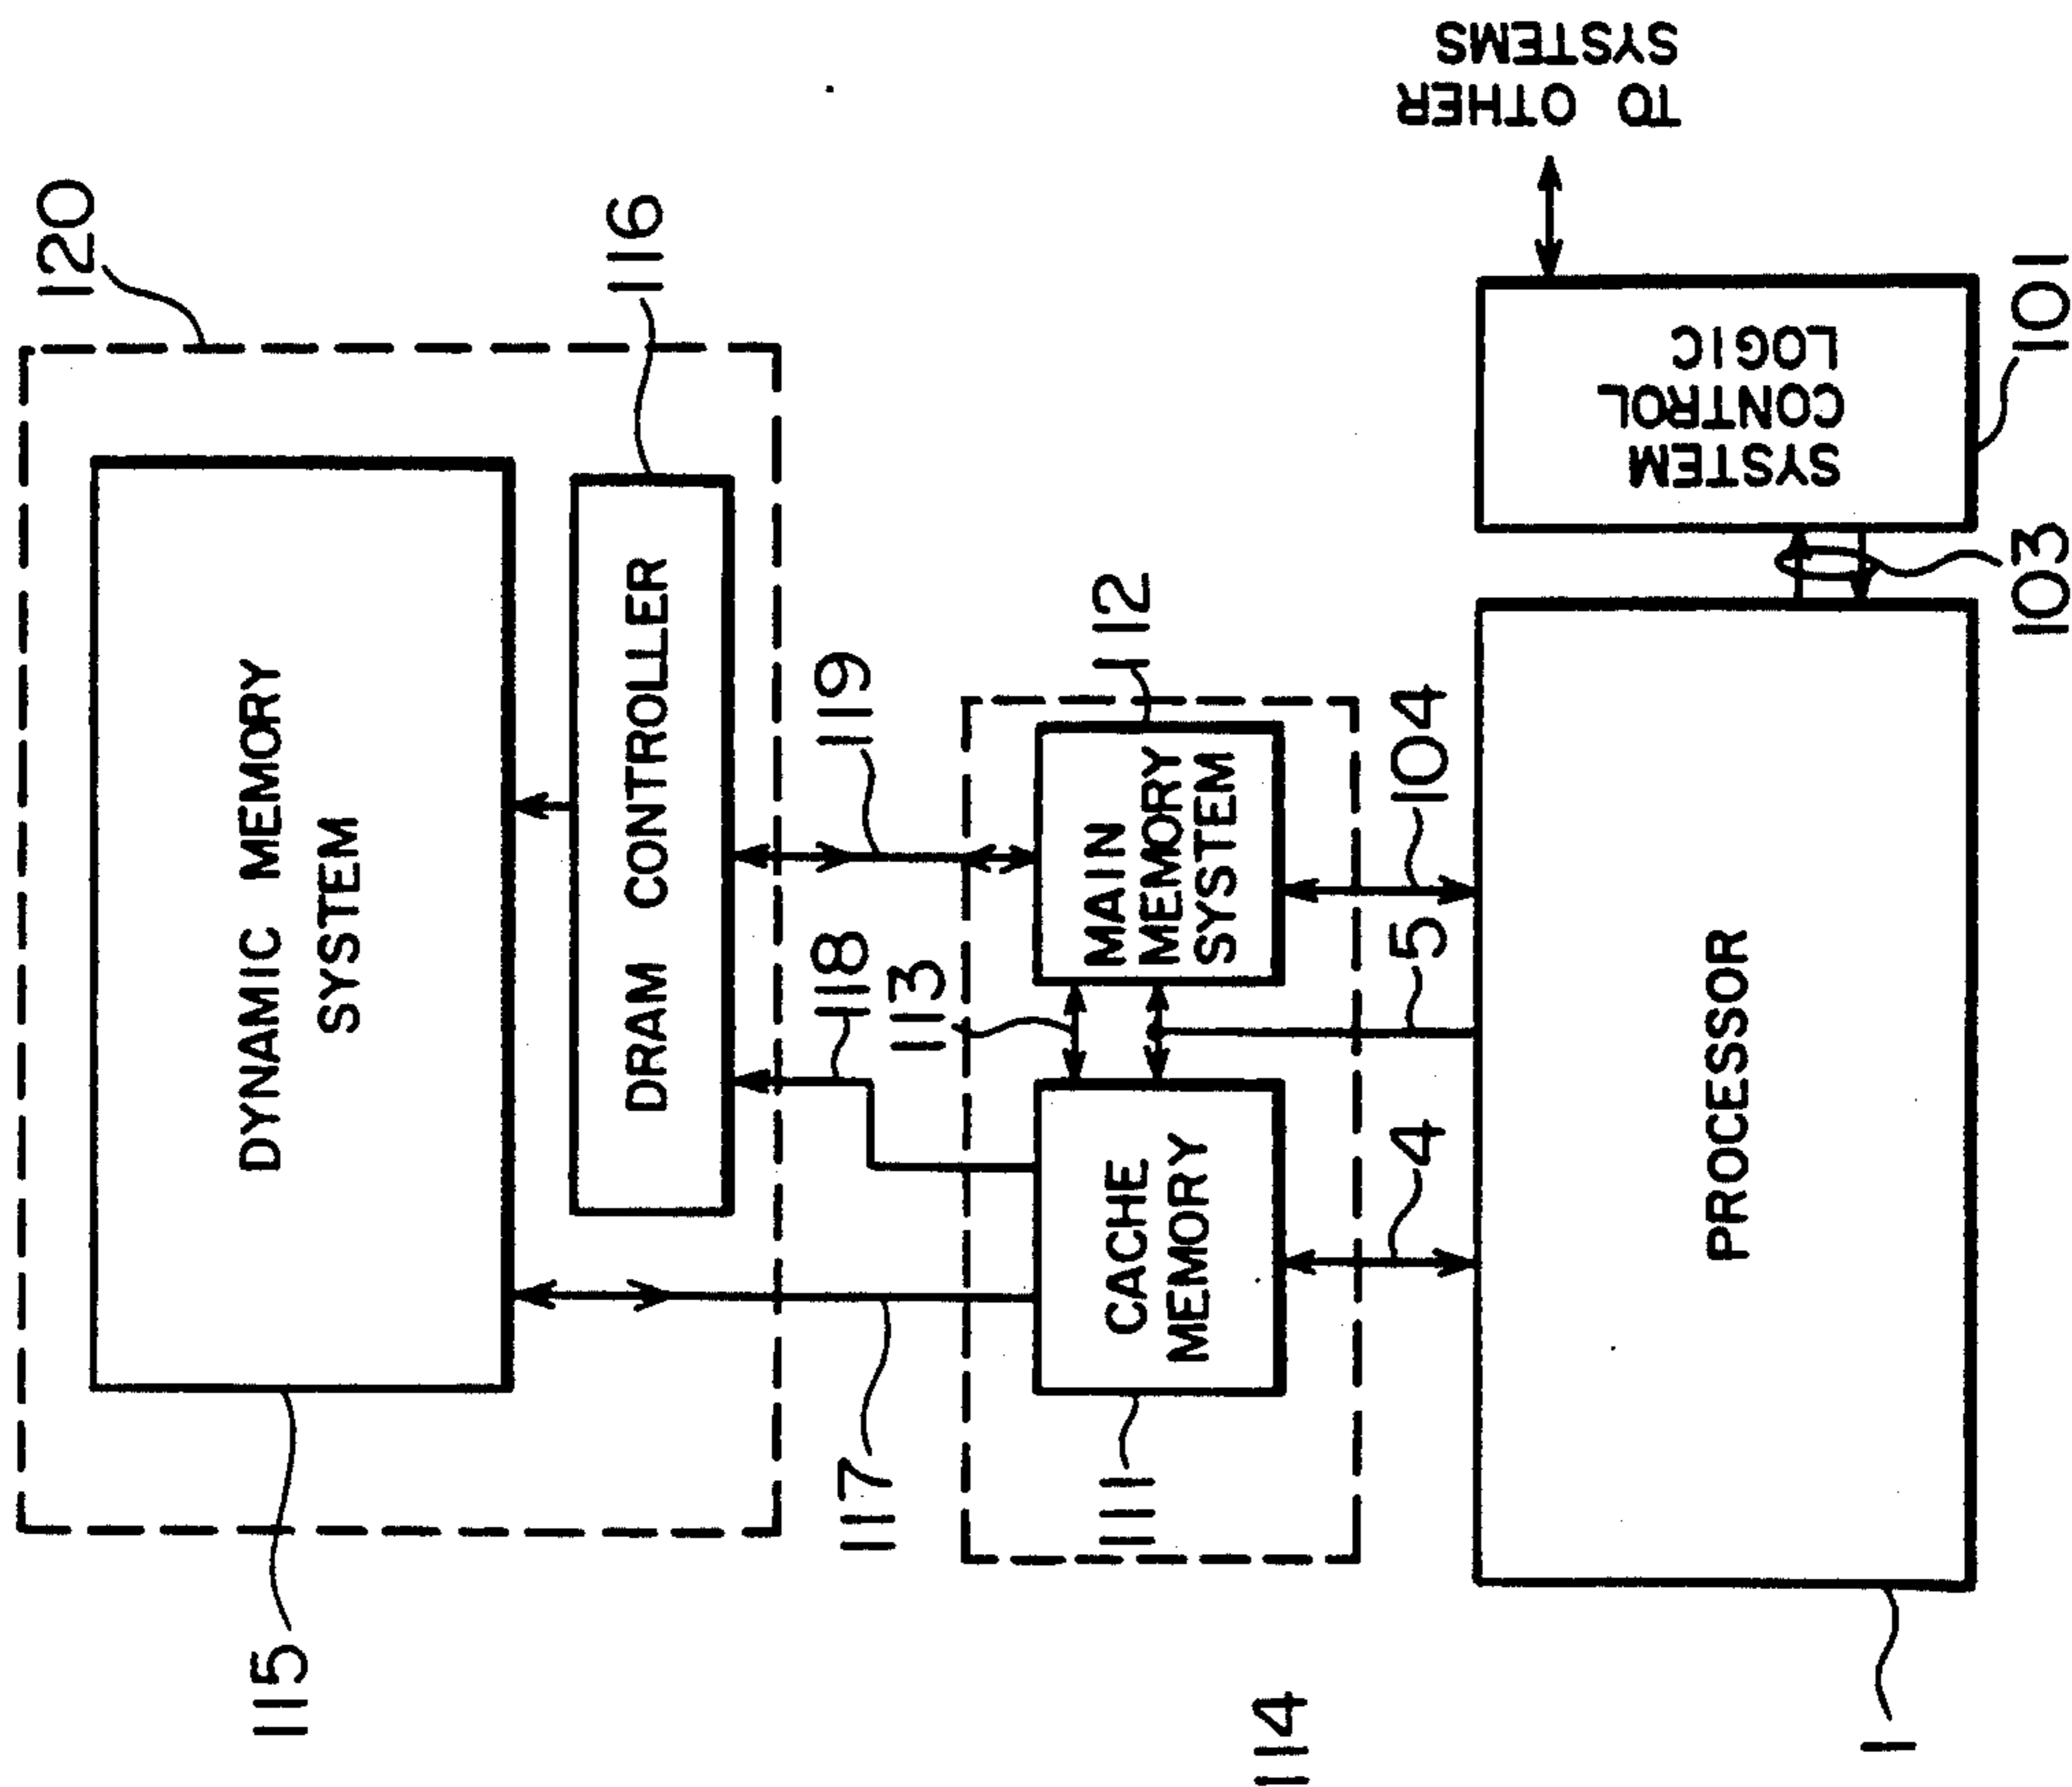 120
DYNAMIC MEMORY
SYSTEM
115
116
DRAM CONTROLLER
117
118
119
113
112
MAIN
MEMORY
SYSTEM
CACHE
MEMORY
111
114
4
5
104
PROCESSOR
1
103
SYSTEM
CONTROL
LOGIC
101
TO OTHER
SYSTEMS